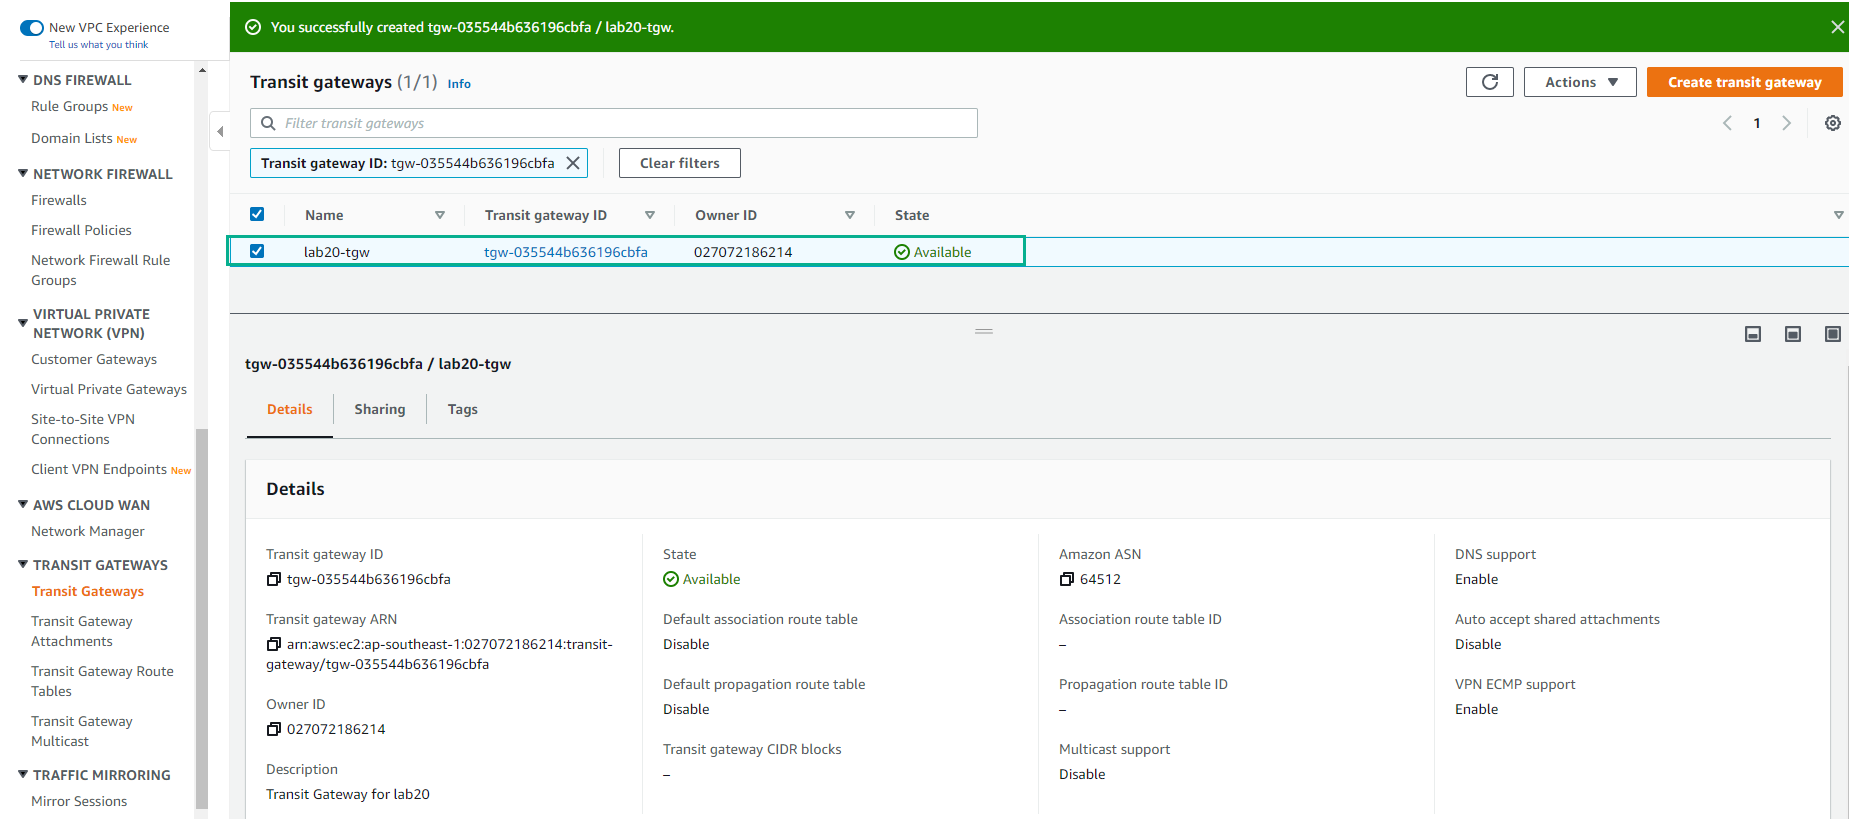 New VPC Experience
Tell us what you think
DNS FIREWALL
Rule Groups New
Domain Lists New
NETWORK FIREWALL
Firewalls
Firewall Policies
Network Firewall Rule
Groups
VIRTUAL PRIVATE
NETWORK (VPN)
Customer Gateways
Virtual Private Gateways
Site-to-Site VPN
Connections
Client VPN Endpoints New
AWS CLOUD WAN
Network Manager
TRANSIT GATEWAYS
Transit Gateways
Transit Gateway
Attachments
Transit Gateway Route
Tables
Transit Gateway
Multicast
TRAFFIC MIRRORING
Mirror Sessions
You successfully created tgw-035544b636196cbfa / lab20-tgw.
Transit gateways (1/1) Info
Actions
Create transit gateway
Filter transit gateways
1
Transit gateway ID: tgw-035544b636196cbfa
Clear filters
Name Transit gateway ID Owner ID State
lab20-tgw tgw-035544b636196cbfa 027072186214 Available
tgw-035544b636196cbfa / lab20-tgw
Details Sharing Tags
Details
Transit gateway ID
tgw-035544b636196cbfa
Transit gateway ARN
arn:aws:ec2:ap-southeast-1:027072186214:transit-
gateway/tgw-035544b636196cbfa
Owner ID
027072186214
Description
Transit Gateway for lab20
State
Available
Default association route table
Disable
Default propagation route table
Disable
Transit gateway CIDR blocks
–
Amazon ASN
64512
Association route table ID
–
Propagation route table ID
–
Multicast support
Disable
DNS support
Enable
Auto accept shared attachments
Disable
VPN ECMP support
Enable